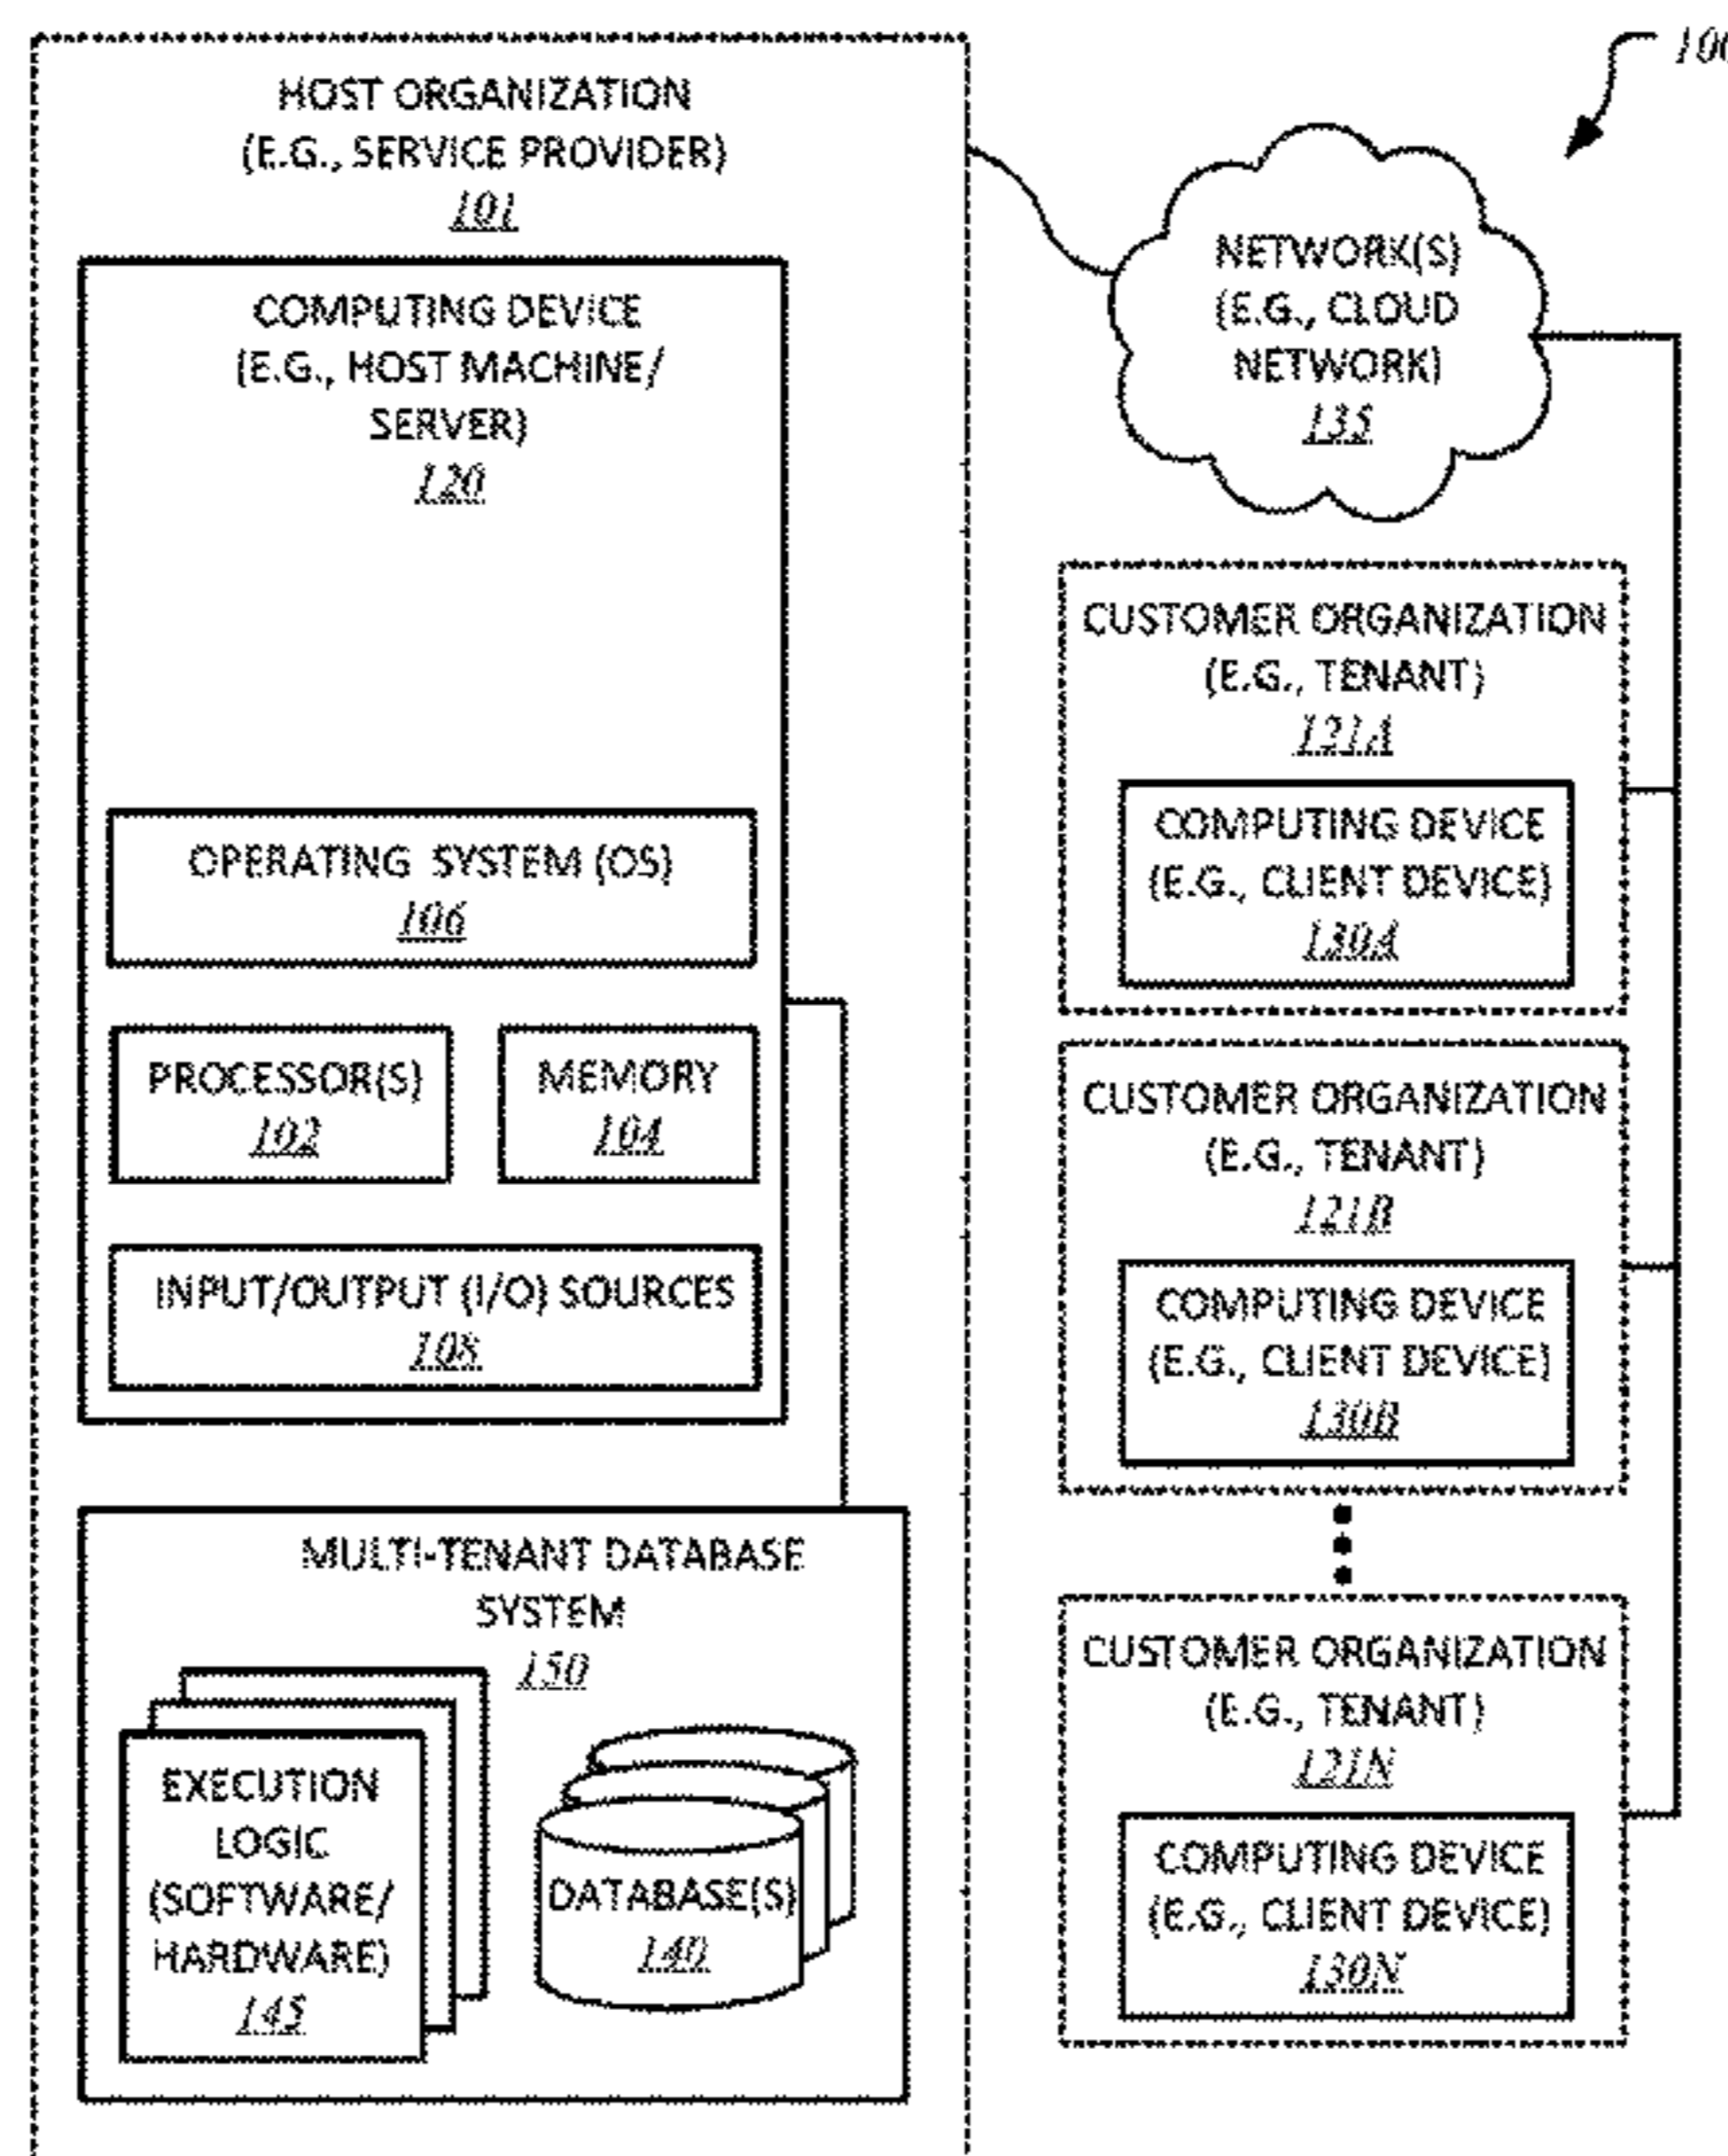 HOST ORGANIZATION
(E.G., SERVICE PROVIDER)
101
COMPUTING DEVICE
(E.G., HOST MACHINE/
SERVER)
120
OPERATING SYSTEM (OS)
106
PROCESSOR(S)
102
MEMORY
104
INPUT/OUTPUT (I/O) SOURCES
108
MULTI-TENANT DATABASE
SYSTEM
150
EXECUTION
LOGIC
(SOFTWARE/
HARDWARE)
145
DATABASE(S)
140
NETWORK(S)
(E.G., CLOUD
NETWORK)
135
CUSTOMER ORGANIZATION
(E.G., TENANT)
121A
COMPUTING DEVICE
(E.G., CLIENT DEVICE)
130A
CUSTOMER ORGANIZATION
(E.G., TENANT)
121B
COMPUTING DEVICE
(E.G., CLIENT DEVICE)
130B
CUSTOMER ORGANIZATION
(E.G., TENANT)
121N
COMPUTING DEVICE
(E.G., CLIENT DEVICE)
130N